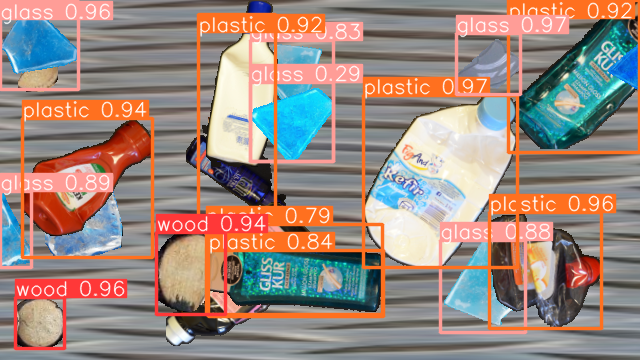 glass 0.96
plastic 0.92
glass 0.83
glass 0.97
plastic 0.92
glass 0.29
plastic 0.97
plastic 0.94
GLISS
KUR
glass 0.89
Kefir
plastic 0.96
wood 0.94
plastic 0.79
plastic 0.84
glass 0.88
GLISS
KUR
wood 0.96